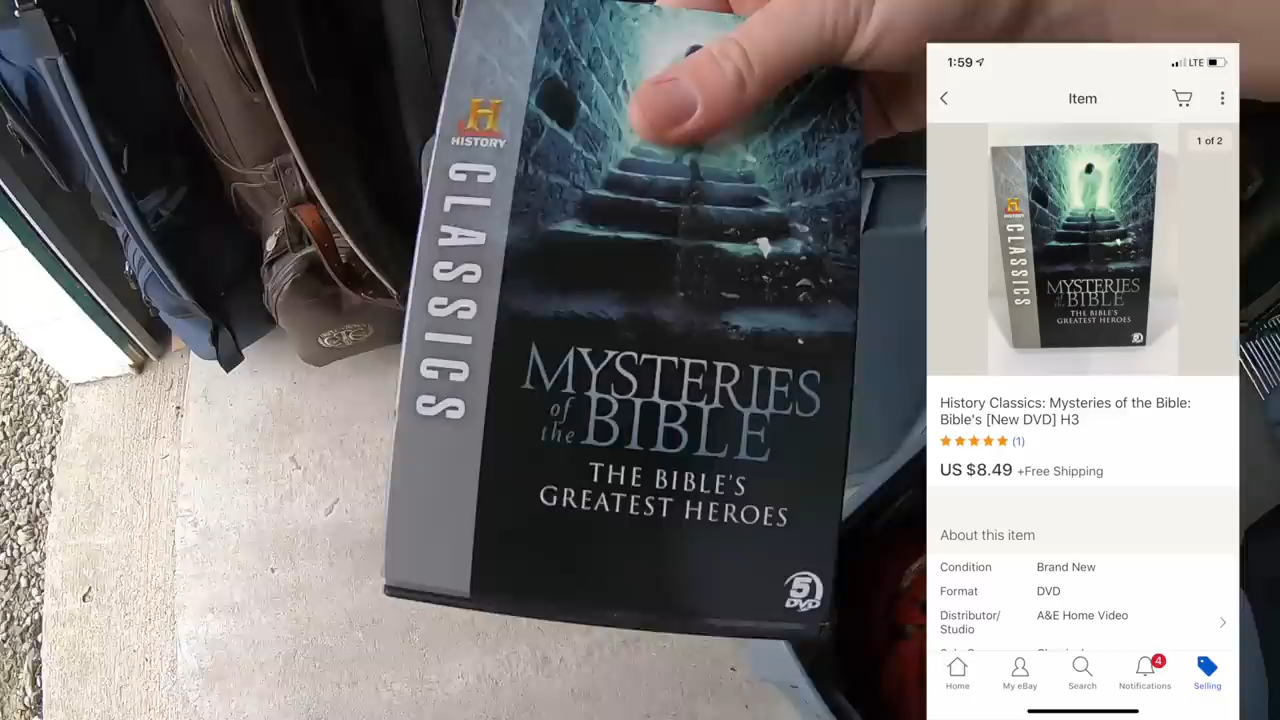 H
HISTORY
CLASSICS
MYSTERIES
of
the BIBLE
THE BIBLE'S
GREATEST HEROES
5
DVD
1:59
LTE
Item
1 of 2
HISTORY
CLASSICS
MYSTERIES
of
the BIBLE
THE BIBLE'S
GREATEST HEROES
History Classics: Mysteries of the Bible:
Bible's [New DVD] H3
(1)
US $8.49 +Free Shipping
About this item
Condition Brand New
Format DVD
Distributor/ A&E Home Video
Studio
4
Home My eBay Search Notifications Selling